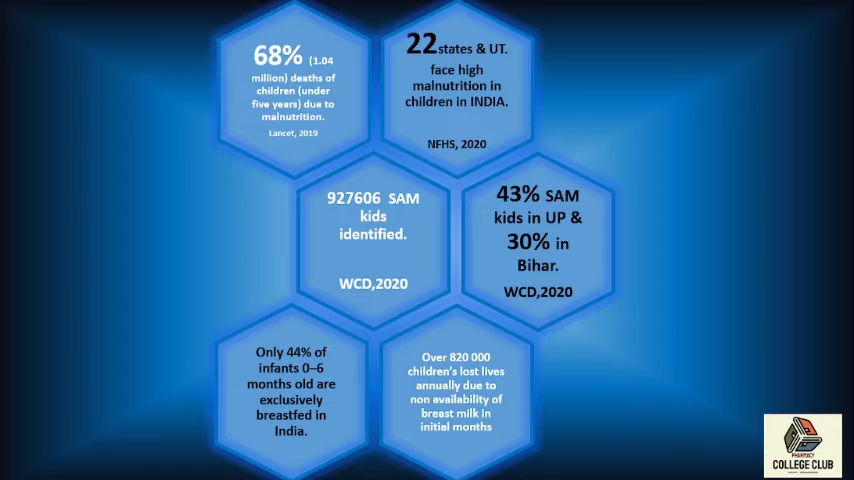 68% (1.04
million) deaths of
children (under
five years) due to
malnutrition.
Lancet, 2019
22 states & UT.
face high
malnutrition in
children in INDIA.
NFHS, 2020
927606 SAM
kids
identified.
WCD,2020
43% SAM
kids in UP &
30% in
Bihar.
WCD,2020
Only 44% of
infants 0–6
months old are
exclusively
breastfed in
India.
Over 820 000
children's lost lives
annually due to
non availability of
breast milk in
initial months
PHARMACY
COLLEGE CLUB